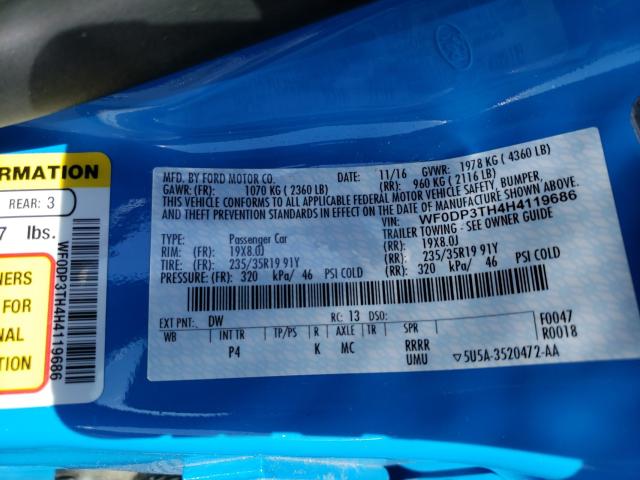 RMATION
REAR: 3
7 lbs.
NERS
FOR
NAL
TION
WF0DP3TH4H4119686
MFD. BY FORD MOTOR CO.
DATE: 11/16
GVWR: 1978 KG ( 4360 LB)
GAWR: (FR): 1070 KG ( 2360 LB)
(RR): 960 KG ( 2116 LB)
THIS VEHICLE CONFORMS TO ALL APPLICABLE FEDERAL MOTOR VEHICLE SAFETY, BUMPER,
AND THEFT PREVENTION STANDARDS IN EFFECT ON THE DATE OF MANUFACTURE SHOWN ABOVE.
VIN: WF0DP3TH4H4119686
TYPE: Passenger Car
TRAILER TOWING - SEE OWNER GUIDE
RIM: (FR): 19X8.0J
(RR): 19X8.0J
TIRE: (FR): 235/35R19 91Y
(RR): 235/35R19 91Y
PRESSURE: (FR): 320 kPa/ 46 PSI COLD
(RR): 320 kPa/ 46 PSI COLD
EXT PNT: DW RC: 13 DSO: F0047
WB INT TR TP/PS R AXLE TR SPR R0018
P4 K MC RRRR
UMU ▽5U5A-3520472-AA